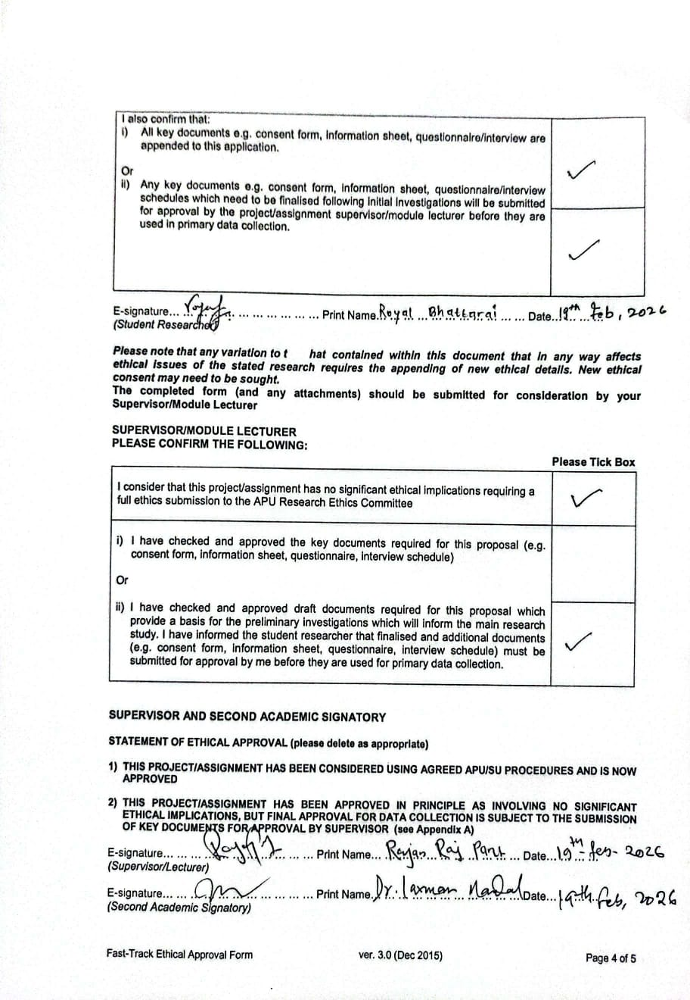 I also confirm that:
i) All key documents e.g. consent form, Information sheet, questionnaire/interview are
appended to this application.
Or
ii) Any key documents e.g. consent form, Information sheet, questionnaire/interview
schedules which need to be finalised following Initial Investigations will be submitted
for approval by the project/assignment supervisor/module lecturer before they are
used in primary data collection.
E-signature... ... ... ... ... ... Print Name. Royal ... Bhattarai ... ... Date.. 19th Feb, 2026
(Student Researcher)
Please note that any variation to t hat contained within this document that in any way affects
ethical issues of the stated research requires the appending of new ethical details. New ethical
consent may need to be sought.
The completed form (and any attachments) should be submitted for consideration by your
Supervisor/Module Lecturer
SUPERVISOR/MODULE LECTURER
PLEASE CONFIRM THE FOLLOWING:
Please Tick Box
I consider that this project/assignment has no significant ethical implications requiring a
full ethics submission to the APU Research Ethics Committee
i) I have checked and approved the key documents required for this proposal (e.g.
consent form, information sheet, questionnaire, interview schedule)
Or
ii) I have checked and approved draft documents required for this proposal which
provide a basis for the preliminary investigations which will inform the main research
study. I have informed the student researcher that finalised and additional documents
(e.g. consent form, Information sheet, questionnaire, interview schedule) must be
submitted for approval by me before they are used for primary data collection.
SUPERVISOR AND SECOND ACADEMIC SIGNATORY
STATEMENT OF ETHICAL APPROVAL (please delete as appropriate)
1) THIS PROJECT/ASSIGNMENT HAS BEEN CONSIDERED USING AGREED APU/SU PROCEDURES AND IS NOW
APPROVED
2) THIS PROJECT/ASSIGNMENT HAS BEEN APPROVED IN PRINCIPLE AS INVOLVING NO SIGNIFICANT
ETHICAL IMPLICATIONS, BUT FINAL APPROVAL FOR DATA COLLECTION IS SUBJECT TO THE SUBMISSION
OF KEY DOCUMENTS FOR APPROVAL BY SUPERVISOR (see Appendix A)
E-signature... ... ... ... ... Print Name... Ranjan Raj Pant ... Date... 19th - Feb - 2026
(Supervisor/Lecturer)
E-signature... ... ... ... ... Print Name. Dr. Laxman Mandal Date... 19th Feb, 2026
(Second Academic Signatory)
Fast-Track Ethical Approval Form ver. 3.0 (Dec 2015) Page 4 of 5